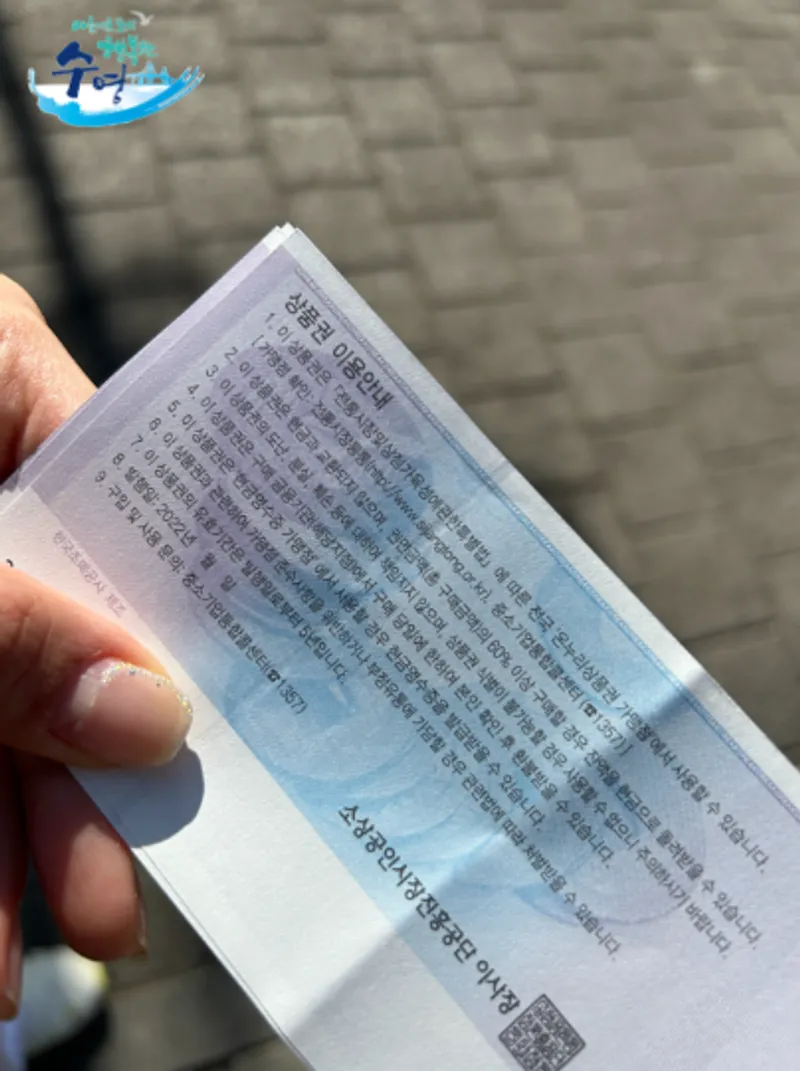 수영
상품권 이용안내
1. 이 상품권은 「전통시장및상점가육성에관한특별법」에 따른 전국 온누리상품권 가맹점에서 사용할 수 있습니다.
[ 가맹점 확인: 전통시장통통(http://www.sijangtong.or.kr), 중소기업통합콜센터 (☎1357) ]
2. 이 상품권은 현금과 교환되지 않으며, 권면금액(총 구매금액)의 60% 이상 구매할 경우 잔액을 현금으로 돌려받을 수 있습니다.
3. 이 상품권의 도난, 분실, 훼손 등에 대하여 책임지지 않으며, 상품권 식별이 불가능할 경우 사용할 수 없으니 주의하시기 바랍니다.
4. 이 상품권은 구매 금융기관(해당지점)에서 구매 당일에 한하여 본인 확인 후 환불받을 수 있습니다.
5. 이 상품권은 현금영수증 가맹점에서 사용할 경우 현금영수증을 발급받을 수 있습니다.
6. 이 상품권과 관련하여 가맹점 준수사항을 위반하거나 부정유통에 가담할 경우 관련법에 따라 처벌받을 수 있습니다.
7. 이 상품권의 유효기간은 발행일로부터 5년입니다.
8. 발행일: 2022년 월 일
9. 구입 및 사용 문의: 중소기업통합콜센터(☎1357)
소상공인시장진흥공단 이사장
한국조폐공사 제조